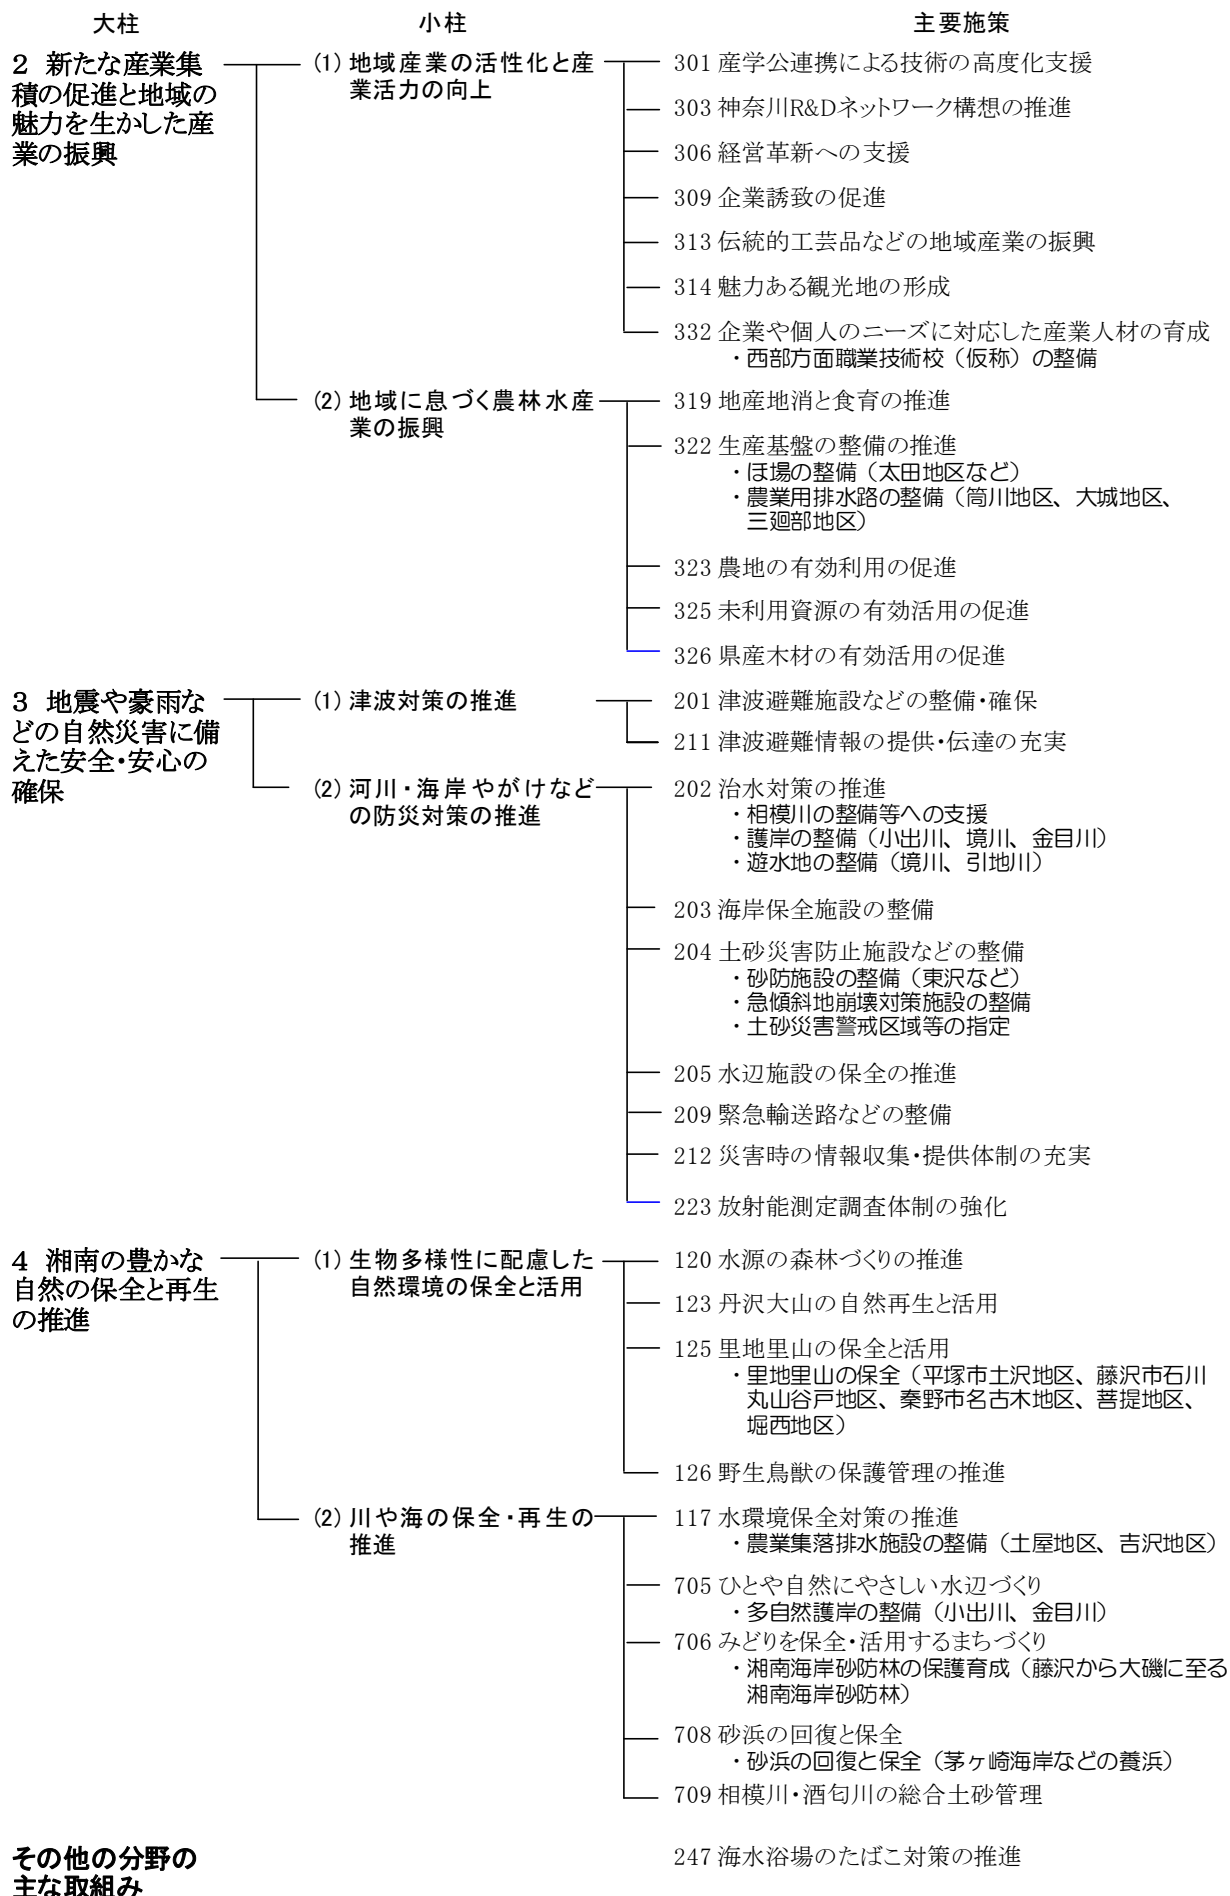 大柱 小柱 主要施策
2 新たな産業集
積の促進と地域の
魅力を生かした産
業の振興
(1) 地域産業の活性化と産
業活力の向上
301 産学公連携による技術の高度化支援
303 神奈川R&Dネットワーク構想の推進
306 経営革新への支援
309 企業誘致の促進
313 伝統的工芸品などの地域産業の振興
314 魅力ある観光地の形成
332 企業や個人のニーズに対応した産業人材の育成
・西部方面職業技術校（仮称）の整備
(2) 地域に息づく農林水産
業の振興
319 地産地消と食育の推進
322 生産基盤の整備の推進
・ほ場の整備（太田地区など）
・農業用排水路の整備（筒川地区、大城地区、
三廻部地区）
323 農地の有効利用の促進
325 未利用資源の有効活用の促進
326 県産木材の有効活用の促進
3 地震や豪雨な
どの自然災害に備
えた安全・安心の
確保
(1) 津波対策の推進
201 津波避難施設などの整備・確保
211 津波避難情報の提供・伝達の充実
(2) 河川・海岸やがけなど
の防災対策の推進
202 治水対策の推進
・相模川の整備等への支援
・護岸の整備（小出川、境川、金目川）
・遊水地の整備（境川、引地川）
203 海岸保全施設の整備
204 土砂災害防止施設などの整備
・砂防施設の整備（東沢など）
・急傾斜地崩壊対策施設の整備
・土砂災害警戒区域等の指定
205 水辺施設の保全の推進
209 緊急輸送路などの整備
212 災害時の情報収集・提供体制の充実
223 放射能測定調査体制の強化
4 湘南の豊かな
自然の保全と再生
の推進
(1) 生物多様性に配慮した
自然環境の保全と活用
120 水源の森林づくりの推進
123 丹沢大山の自然再生と活用
125 里地里山の保全と活用
・里地里山の保全（平塚市土沢地区、藤沢市石川
丸山谷戸地区、秦野市名古木地区、菩提地区、
堀西地区）
126 野生鳥獣の保護管理の推進
(2) 川や海の保全・再生の
推進
117 水環境保全対策の推進
・農業集落排水施設の整備（土屋地区、吉沢地区）
705 ひとや自然にやさしい水辺づくり
・多自然護岸の整備（小出川、金目川）
706 みどりを保全・活用するまちづくり
・湘南海岸砂防林の保護育成（藤沢から大磯に至る
湘南海岸砂防林）
708 砂浜の回復と保全
・砂浜の回復と保全（茅ヶ崎海岸などの養浜）
709 相模川・酒匂川の総合土砂管理
その他の分野の
主な取組み
247 海水浴場のたばこ対策の推進